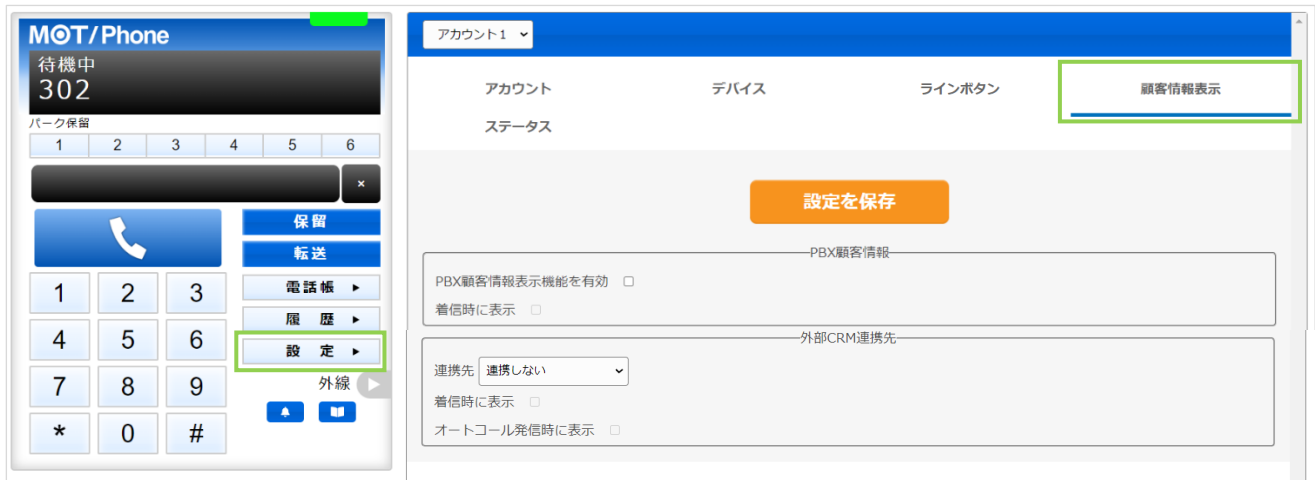 MOT/Phone
待機中
302
パーク保留
1 2 3 4 5 6
×
保留
転送
電話帳 ▶
履 歴 ▶
設 定 ▶
外線
1 2 3
4 5 6
7 8 9
* 0 #
アカウント１
アカウント デバイス ラインボタン 顧客情報表示
ステータス
設定を保存
PBX顧客情報
PBX顧客情報表示機能を有効
着信時に表示
外部CRM連携先
連携先 連携しない
着信時に表示
オートコール発信時に表示